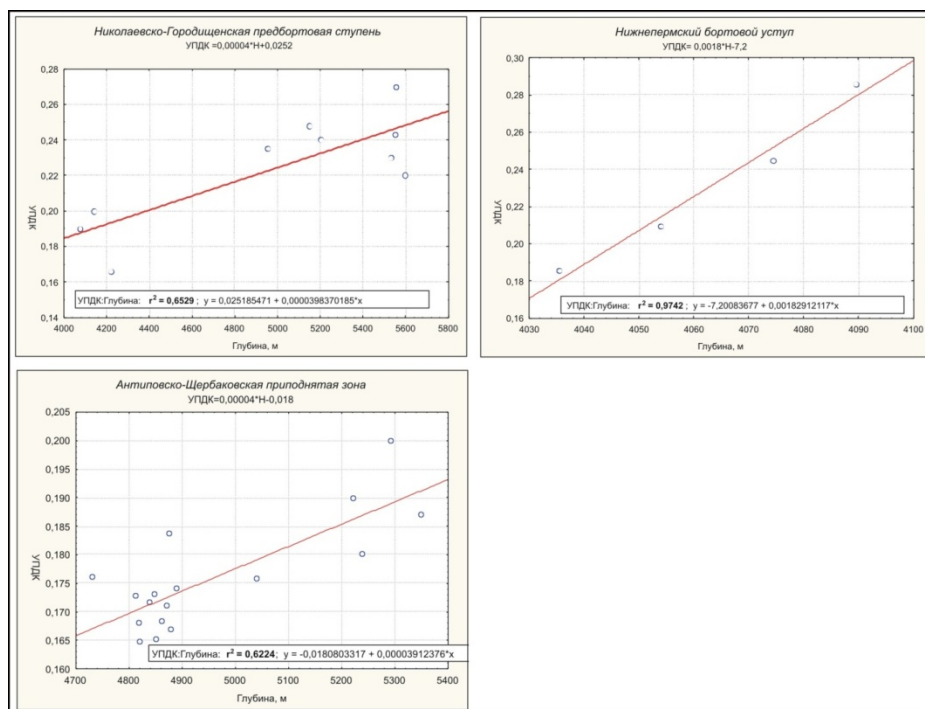 Николаевско-Городищенская предбортовая ступень
УПДК =0,00004*H+0,0252
0,28
0,26
0,24
0,22
0,20
0,18
0,16
0,14
УПДК
УПДК:Глубина: r² = 0,6529 ; y = 0,025185471 + 0,0000398370185*x
4000 4200 4400 4600 4800 5000 5200 5400 5600 5800
Глубина, м
Нижнепермский бортовой уступ
УПДК= 0,0018*H-7,2
0,30
0,28
0,26
0,24
0,22
0,20
0,18
0,16
УПДК
УПДК:Глубина: r² = 0,9742 ; y = -7,20083677 + 0,00182912117*x
4030 4040 4050 4060 4070 4080 4090 4100
Глубина, м
Антиповско-Щербаковская приподнятая зона
УПДК=0,00004*H-0,018
0,205
0,200
0,195
0,190
0,185
0,180
0,175
0,170
0,165
0,160
УПДК
УПДК:Глубина: r² = 0,6224; y = -0,0180803317 + 0,00003912376*x
4700 4800 4900 5000 5100 5200 5300 5400
Глубина, м